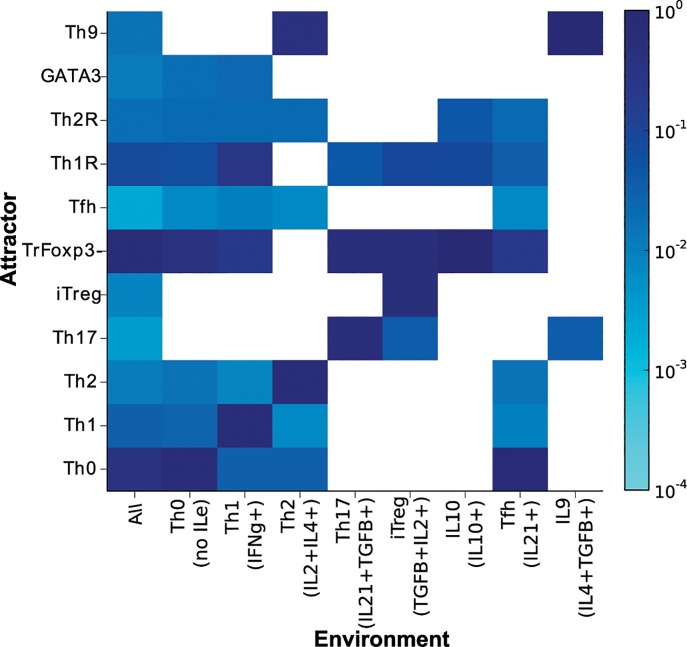 Attractor
Th9
GATA3
Th2R
Th1R
Tfh
TrFoxp3-
iTreg
Th17
Th2
Th1
Th0
All
Th0
(no ILe)
Th1
(IFNg+)
Th2
(IL2+IL4+)
Th17
(IL21+TGFB+)
iTreg
(TGFB+IL2+)
IL10
(IL10+)
Tfh
(IL21+)
IL9
(IL4+TGFB+)
Environment
10^0
10^-1
10^-2
10^-3
10^-4